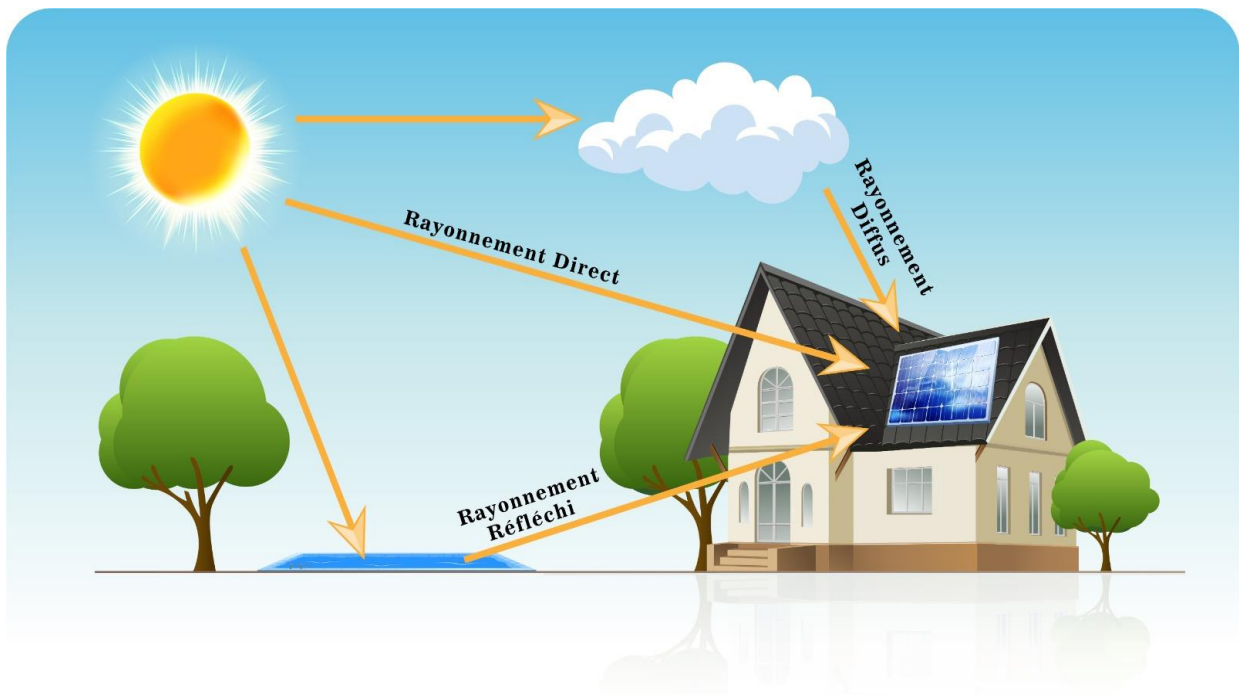 Rayonnement Direct
Rayonnement
Diffus
Rayonnement
Réfléchi